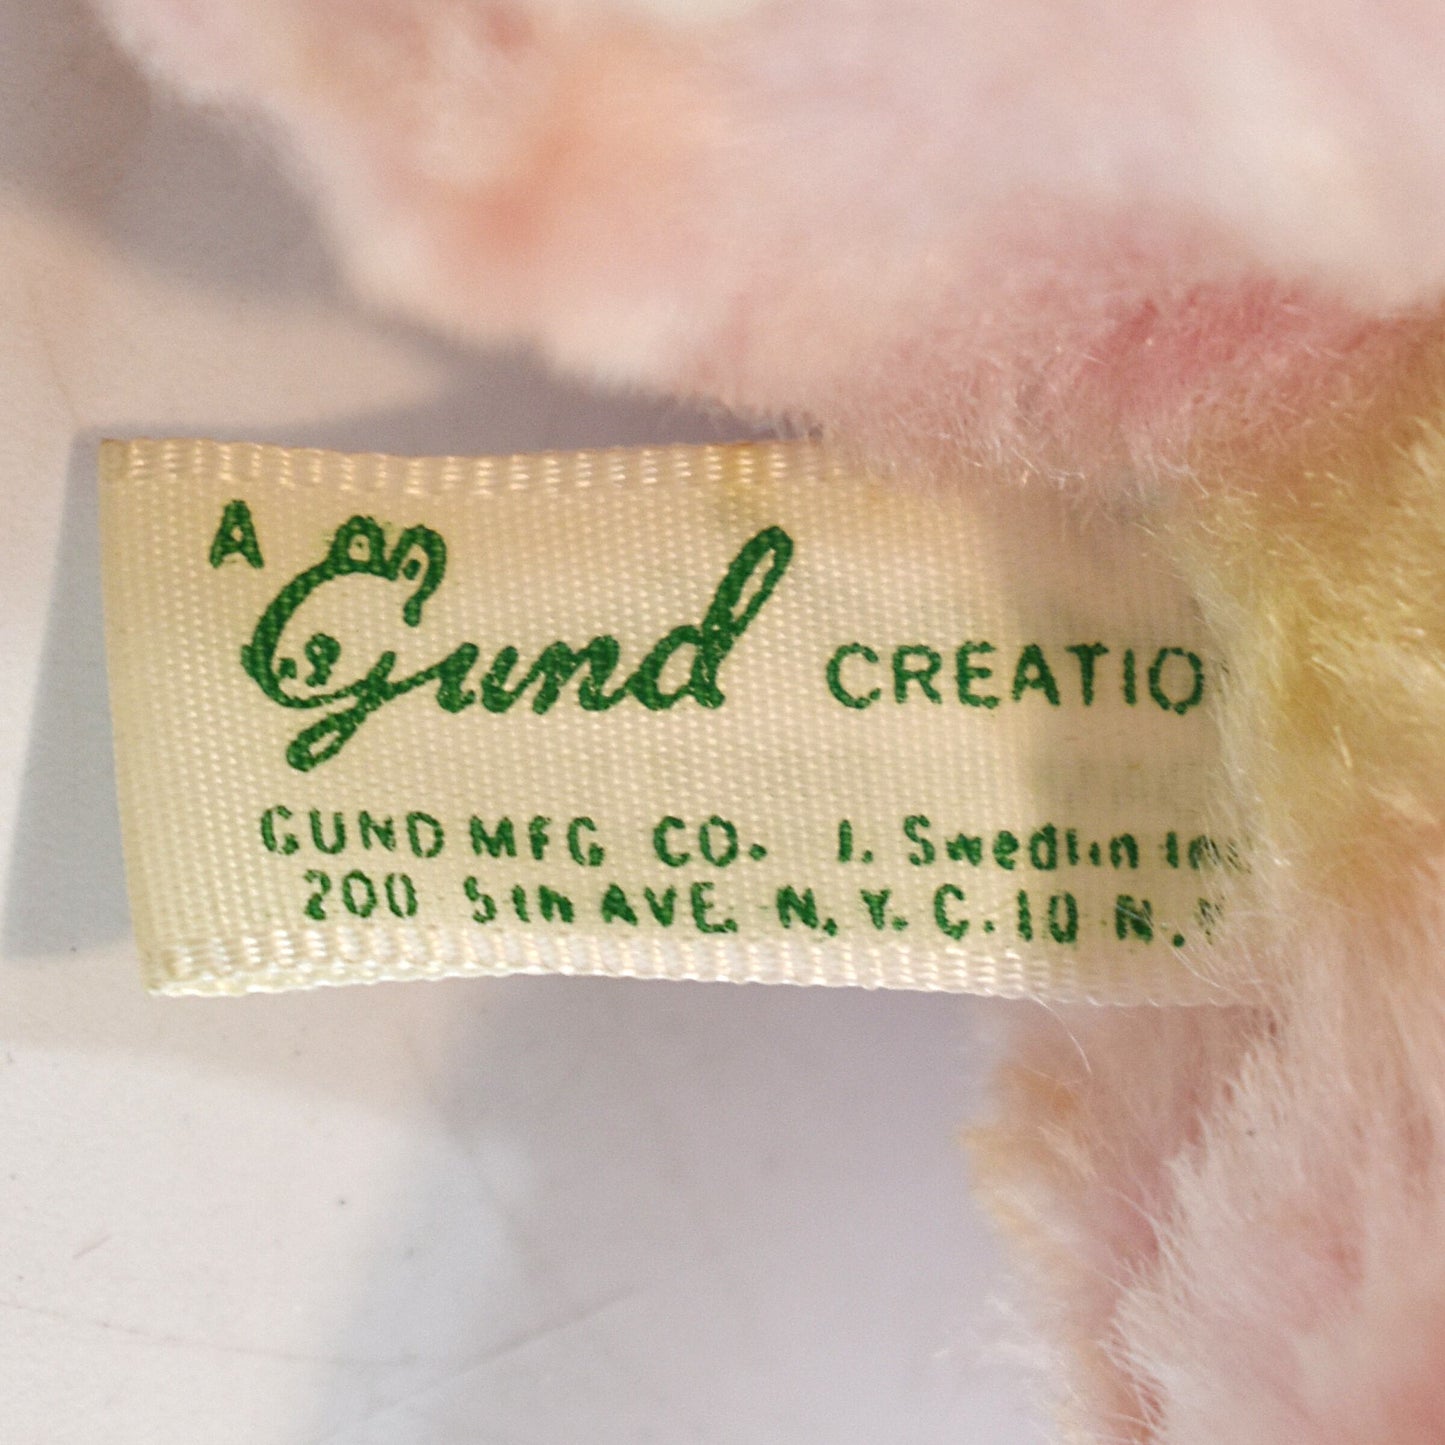 A Gund CREATIO
GUND MFG CO. J. Swedlin
200 5th AVE. N.Y.C. 10 N.